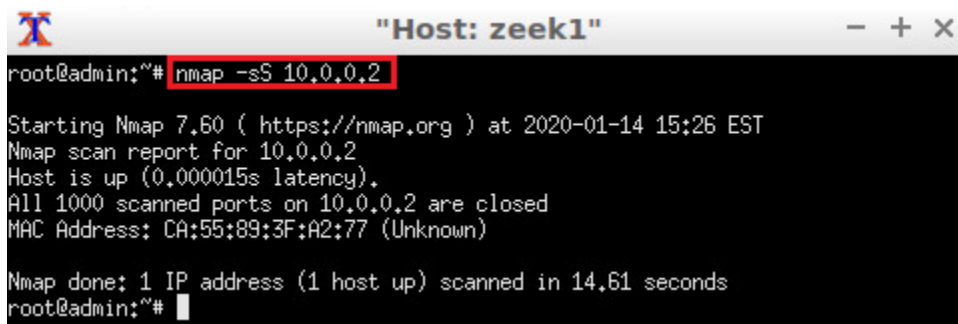 "Host: zeek1"
root@admin:~# nmap -sS 10.0.0.2
Starting Nmap 7.60 ( https://nmap.org ) at 2020-01-14 15:26 EST
Nmap scan report for 10.0.0.2
Host is up (0.000015s latency).
All 1000 scanned ports on 10.0.0.2 are closed
MAC Address: CA:55:89:3F:A2:77 (Unknown)
Nmap done: 1 IP address (1 host up) scanned in 14.61 seconds
root@admin:~#